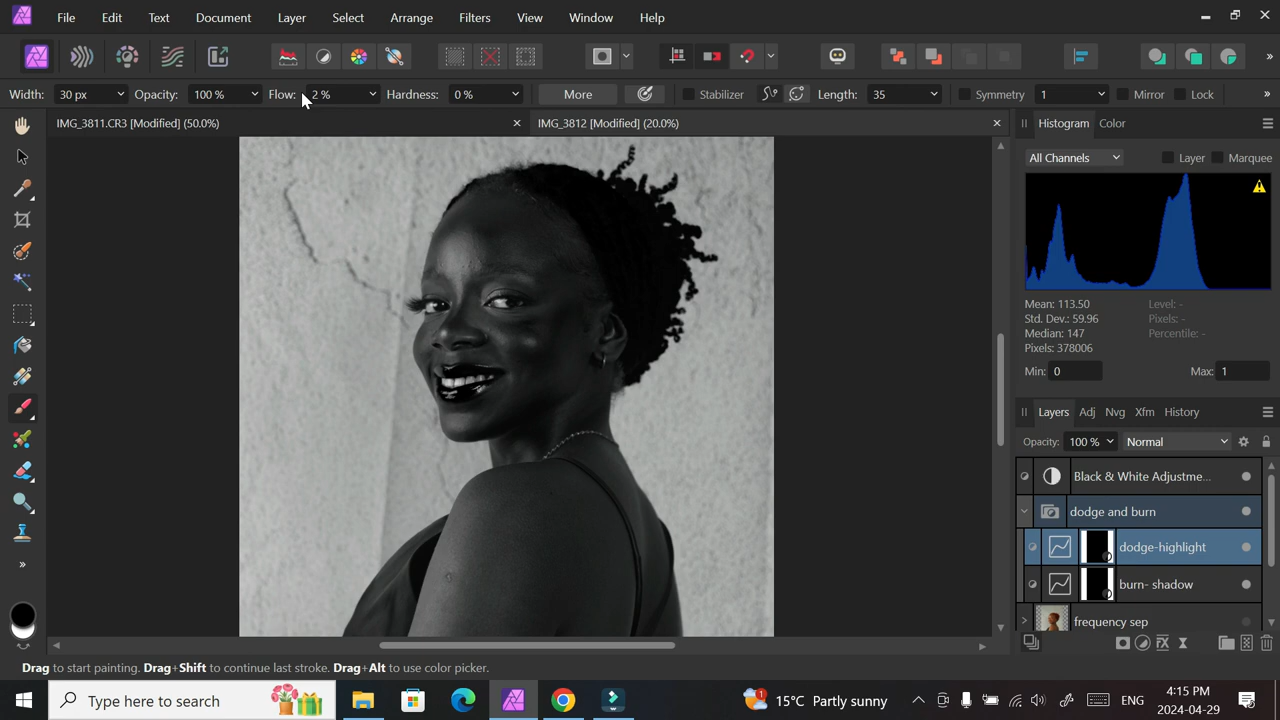 File Edit Text Document Layer Select Arrange Filters View Window Help
Width: 30 px Opacity: 100 % Flow: 2 % Hardness: 0 % More Stabilizer Length: 35 Symmetry 1 Mirror Lock
IMG_3811.CR3 [Modified] (50.0%) IMG_3812 [Modified] (20.0%) Histogram Color
All Channels Layer Marquee
Mean: 113.50 Level: -
Std. Dev.: 59.96 Pixels: -
Median: 147 Percentile: -
Pixels: 378006
Min: 0 Max: 1
Layers Adj Nvg Xfm History
Opacity: 100 % Normal
Black & White Adjustme...
dodge and burn
dodge-highlight
burn- shadow
frequency sep
Drag to start painting. Drag+Shift to continue last stroke. Drag+Alt to use color picker.
Type here to search 1 15°C Partly sunny ENG 4:15 PM
2024-04-29